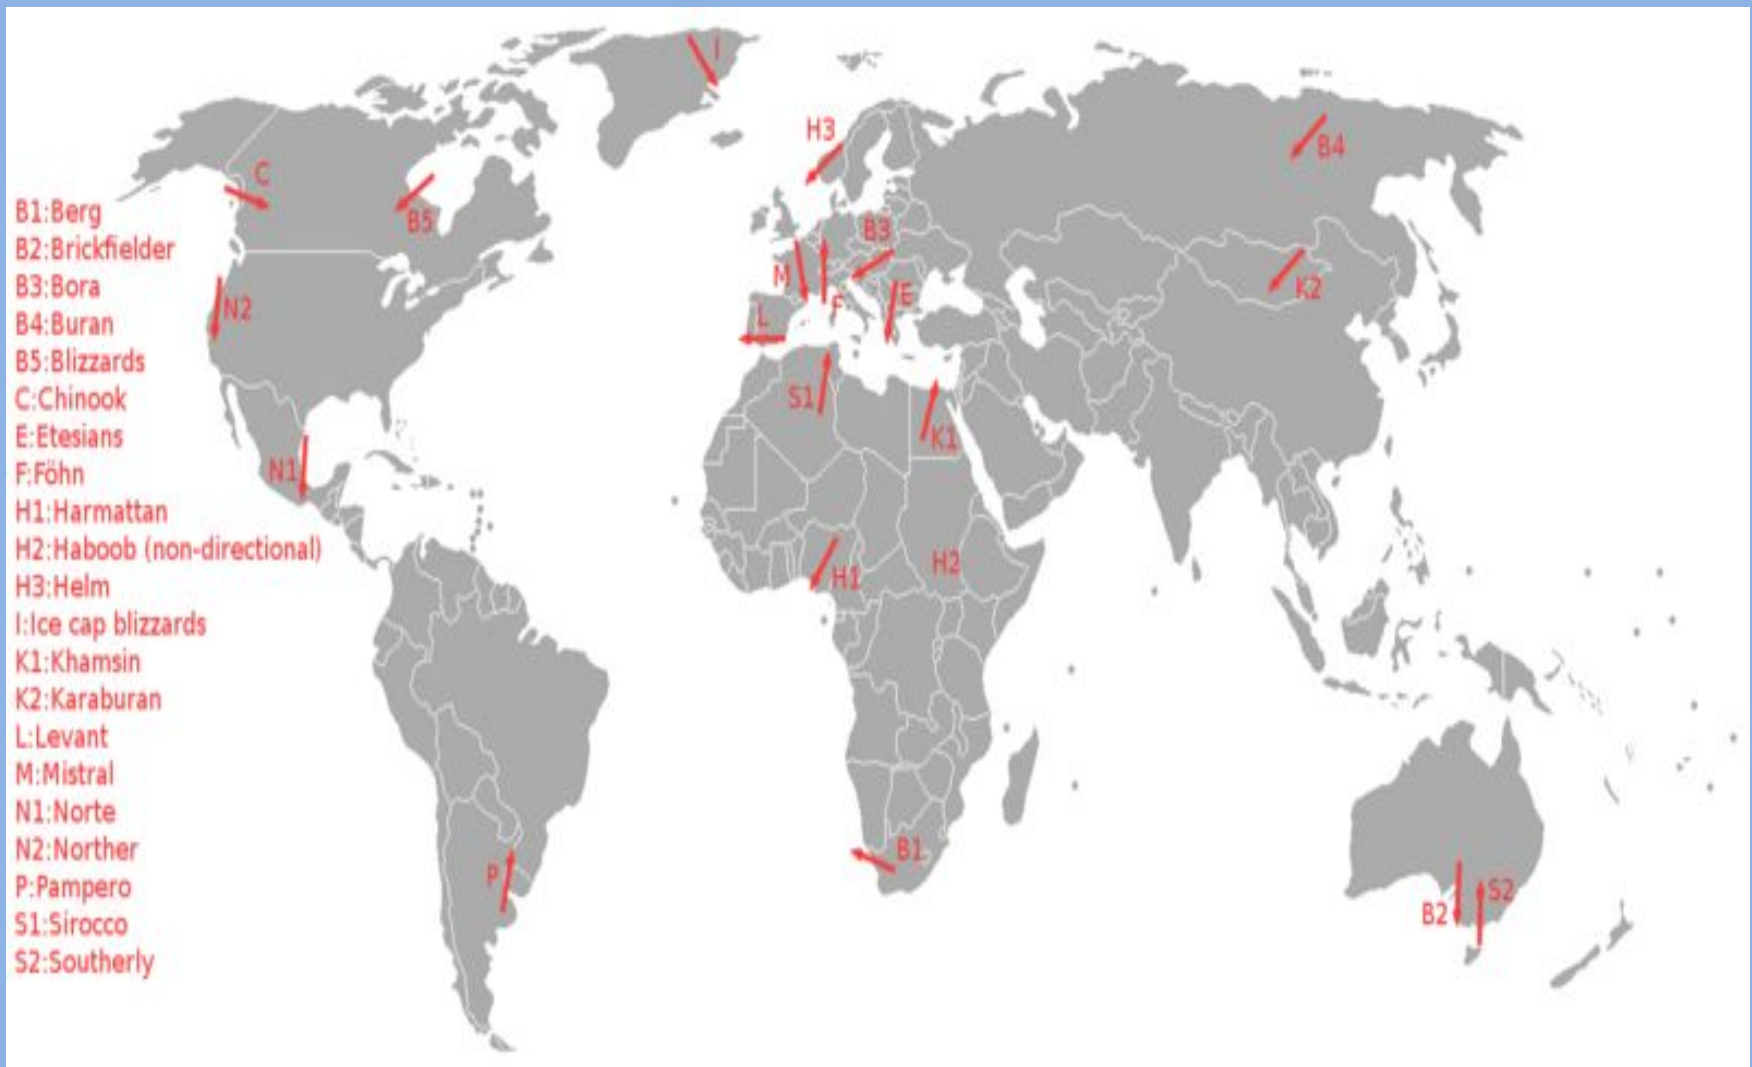 B1:Berg
B2:Brickfielder
B3:Bora
B4:Buran
B5:Blizzards
C:Chinook
E:Etesians
F:Föhn
H1:Harmattan
H2:Haboob (non-directional)
H3:Helm
I:Ice cap blizzards
K1:Khamsin
K2:Karaburan
L:Levant
M:Mistral
N1:Norte
N2:Norther
P:Pampero
S1:Sirocco
S2:Southerly
I
H3
B4
C
B5
B3
M
K2
E
N2
F
L
S1
K1
N1
H2
H1
B1
P
S2
B2